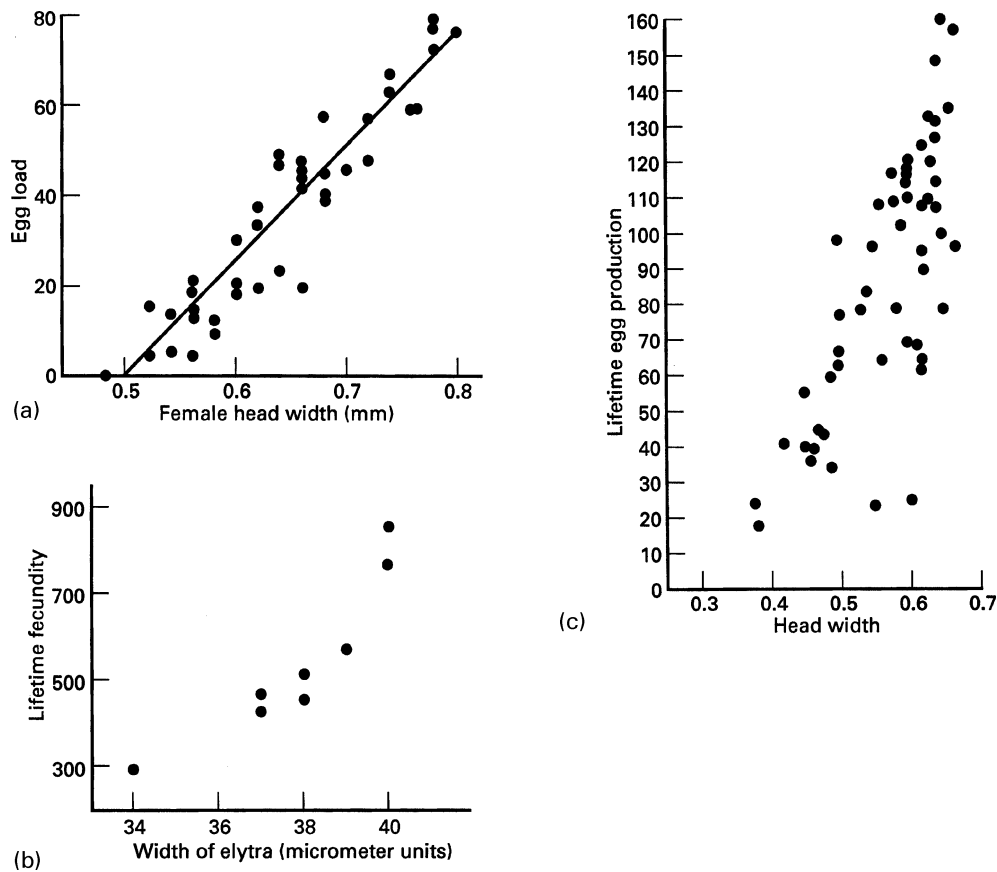 (a)
Egg load
80
60
40
20
0
0.5 0.6 0.7 0.8
Female head width (mm)
(b)
Lifetime fecundity
900
700
500
300
34 36 38 40
Width of elytra (micrometer units)
(c)
Lifetime egg production
160
150
140
130
120
110
100
90
80
70
60
50
40
30
20
10
0
0.3 0.4 0.5 0.6 0.7
Head width